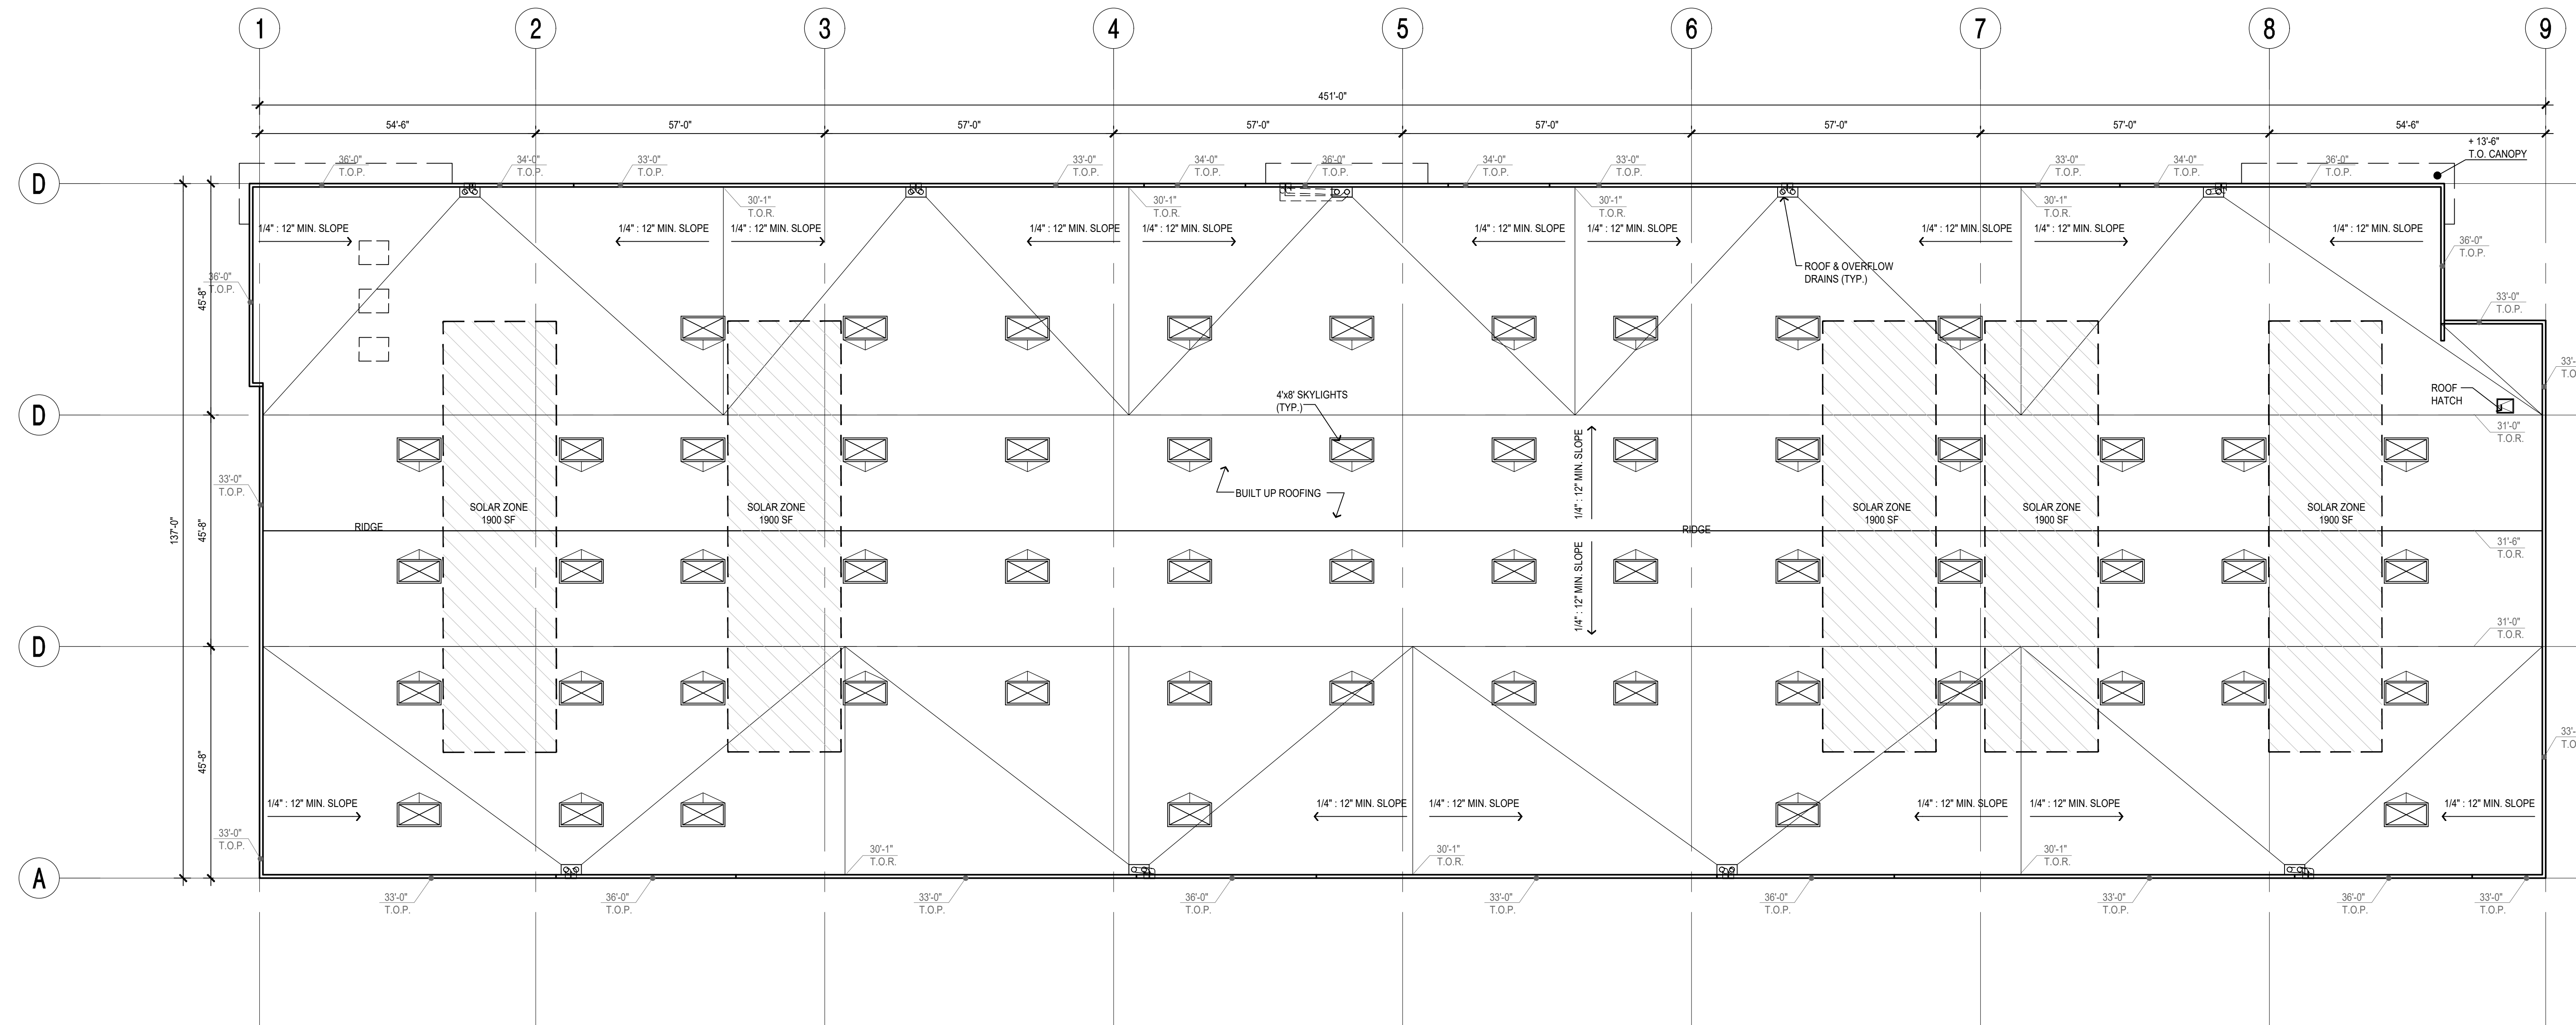 1
2
3
4
5
6
7
8
9
451'-0"
54'-6"
57'-0"
57'-0"
57'-0"
57'-0"
57'-0"
57'-0"
54'-6"
+ 13'-6"
T.O. CANOPY
D
36'-0"
T.O.P.
34'-0"
T.O.P.
33'-0"
T.O.P.
33'-0"
T.O.P.
34'-0"
T.O.P.
36'-0"
T.O.P.
34'-0"
T.O.P.
33'-0"
T.O.P.
33'-0"
T.O.P.
34'-0"
T.O.P.
36'-0"
T.O.P.
30'-1"
T.O.R.
30'-1"
T.O.R.
30'-1"
T.O.R.
30'-1"
T.O.R.
1/4" : 12" MIN. SLOPE
1/4" : 12" MIN. SLOPE
1/4" : 12" MIN. SLOPE
1/4" : 12" MIN. SLOPE
1/4" : 12" MIN. SLOPE
1/4" : 12" MIN. SLOPE
1/4" : 12" MIN. SLOPE
1/4" : 12" MIN. SLOPE
1/4" : 12" MIN. SLOPE
1/4" : 12" MIN. SLOPE
36'-0"
T.O.P.
36'-0"
T.O.P.
45'-8"
ROOF & OVERFLOW
DRAINS (TYP.)
33'-0"
T.O.P.
33'-
T.O
4'x8' SKYLIGHTS
(TYP.)
ROOF
HATCH
D
31'-0"
T.O.R.
1/4" : 12" MIN. SLOPE
33'-0"
T.O.P.
BUILT UP ROOFING
SOLAR ZONE
1900 SF
SOLAR ZONE
1900 SF
SOLAR ZONE
1900 SF
SOLAR ZONE
1900 SF
SOLAR ZONE
1900 SF
137'-0"
45'-8"
RIDGE
RIDGE
31'-6"
T.O.R.
1/4" : 12" MIN. SLOPE
31'-0"
T.O.R.
D
45'-8"
33'-
T.O
1/4" : 12" MIN. SLOPE
1/4" : 12" MIN. SLOPE
1/4" : 12" MIN. SLOPE
1/4" : 12" MIN. SLOPE
1/4" : 12" MIN. SLOPE
1/4" : 12" MIN. SLOPE
33'-0"
T.O.P.
30'-1"
T.O.R.
30'-1"
T.O.R.
30'-1"
T.O.R.
A
33'-0"
T.O.P.
36'-0"
T.O.P.
33'-0"
T.O.P.
36'-0"
T.O.P.
33'-0"
T.O.P.
36'-0"
T.O.P.
33'-0"
T.O.P.
36'-0"
T.O.P.
33'-0"
T.O.P.